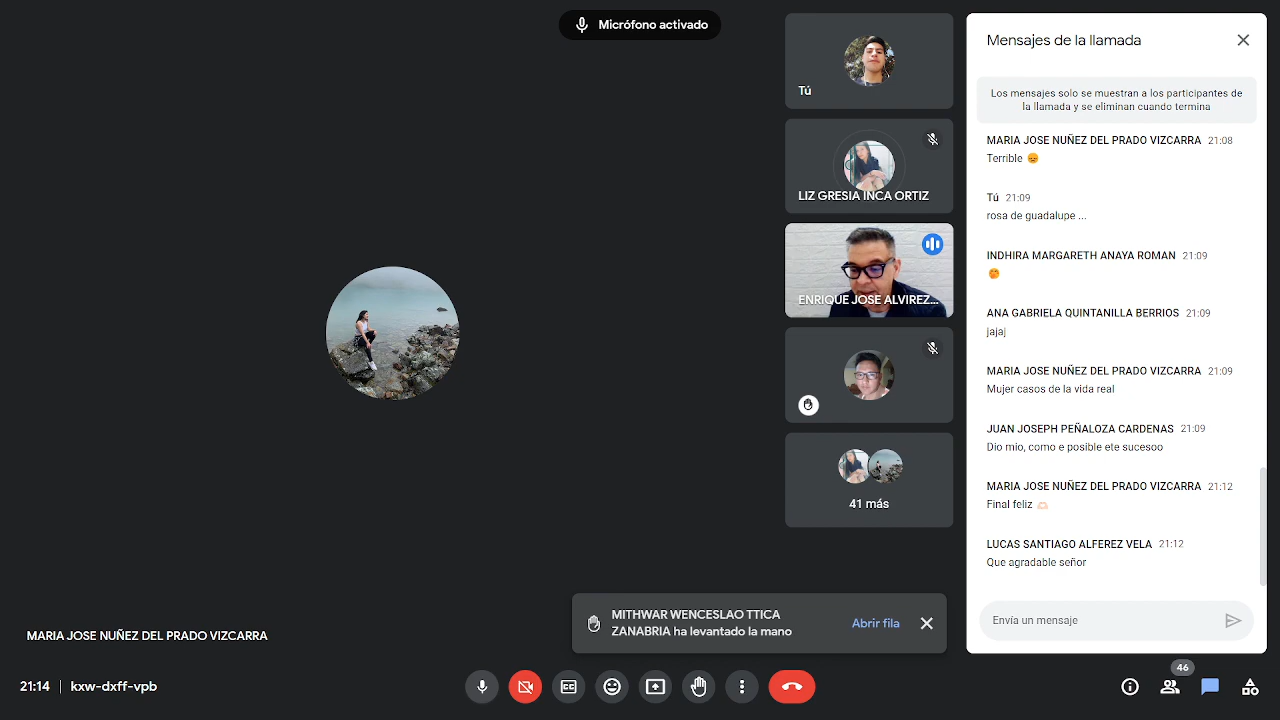 Micrófono activado
Tú
LIZ GRESIA INCA ORTIZ
ENRIQUE JOSE ALVIREZ...
41 más
MARIA JOSE NUÑEZ DEL PRADO VIZCARRA
MITHWAR WENCESLAO TTICA
ZANABRIA ha levantado la mano
Abrir fila
21:14 | kxw-dxff-vpb
Mensajes de la llamada
Los mensajes solo se muestran a los participantes de
la llamada y se eliminan cuando termina
MARIA JOSE NUÑEZ DEL PRADO VIZCARRA 21:08
Terrible 😞
Tú 21:09
rosa de guadalupe ...
INDHIRA MARGARETH ANAYA ROMAN 21:09
ANA GABRIELA QUINTANILLA BERRIOS 21:09
jajaj
MARIA JOSE NUÑEZ DEL PRADO VIZCARRA 21:09
Mujer casos de la vida real
JUAN JOSEPH PEÑALOZA CARDENAS 21:09
Dio mio, como e posible ete sucesoo
MARIA JOSE NUÑEZ DEL PRADO VIZCARRA 21:12
Final feliz 🫶🏻
LUCAS SANTIAGO ALFEREZ VELA 21:12
Que agradable señor
Envía un mensaje
46